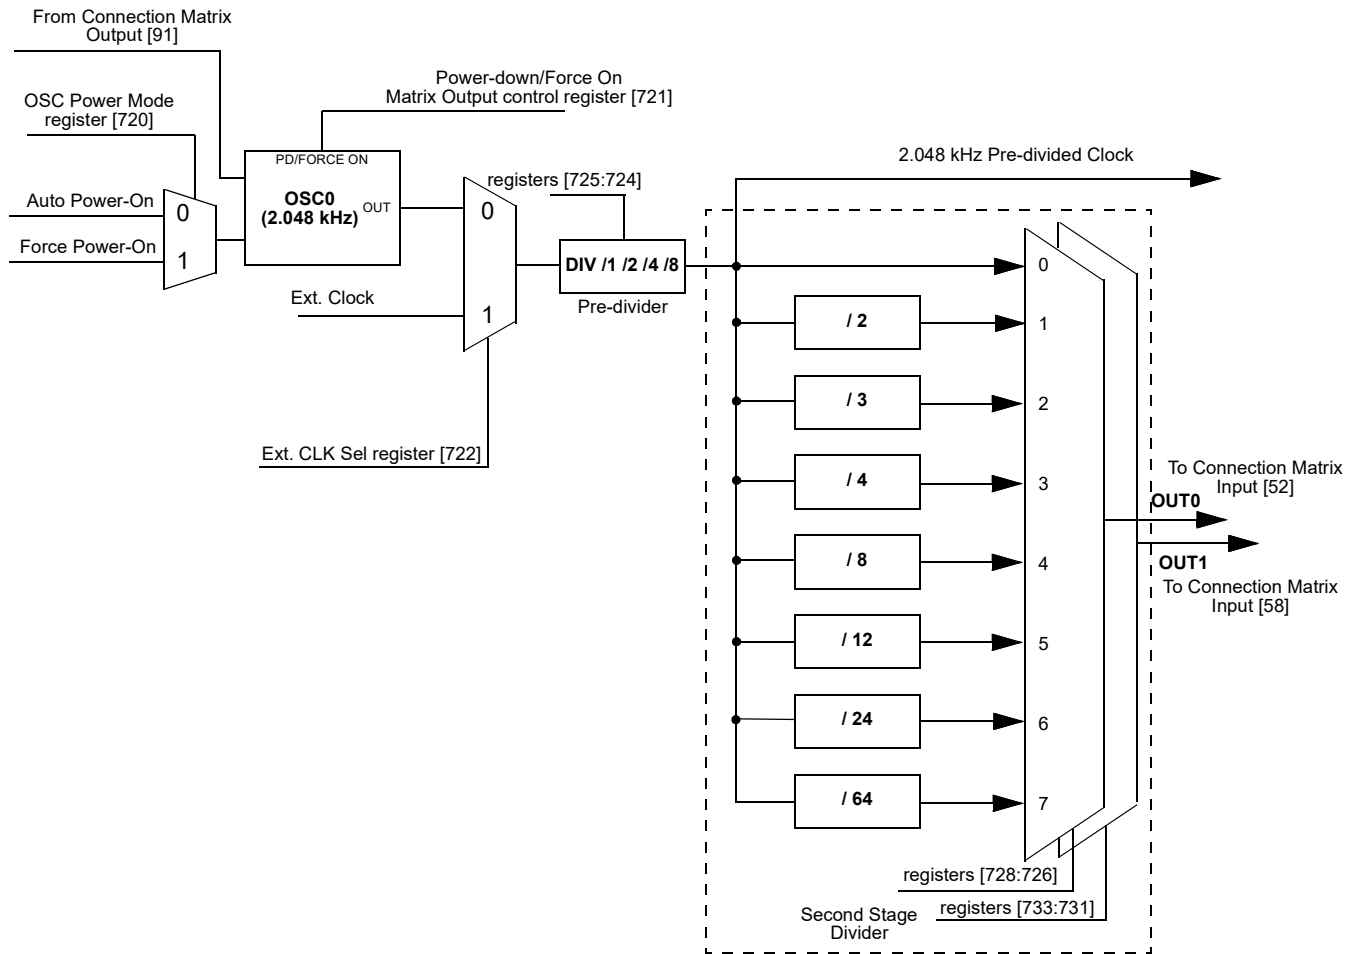 From Connection Matrix
Output [91]
OSC Power Mode
register [720]
Auto Power-On
Force Power-On
0
1
Power-down/Force On
Matrix Output control register [721]
PD/FORCE ON
OSC0
(2.048 kHz)
OUT
Ext. Clock
0
1
Ext. CLK Sel register [722]
registers [725:724]
DIV /1 /2 /4 /8
Pre-divider
2.048 kHz Pre-divided Clock
0
/ 2
1
/ 3
2
/ 4
3
/ 8
4
/ 12
5
/ 24
6
/ 64
7
To Connection Matrix
Input [52]
OUT0
OUT1
To Connection Matrix
Input [58]
registers [728:726]
registers [733:731]
Second Stage
Divider